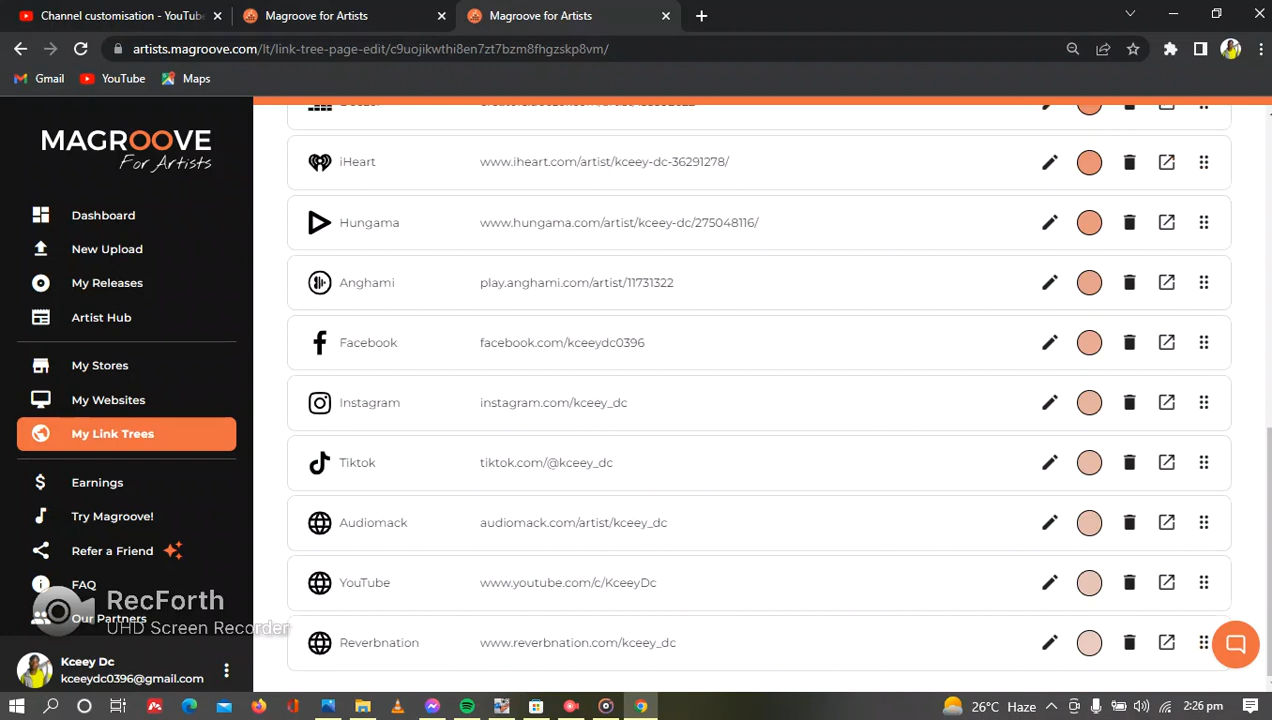 Channel customisation - YouTube
Magroove for Artists
Magroove for Artists
artists.magroove.com/lt/link-tree-page-edit/c9uojikwthi8en7zt7bzm8fhgzskp8vm/
Gmail
YouTube
Maps
MAGROOVE
For Artists
Dashboard
New Upload
My Releases
Artist Hub
My Stores
My Websites
My Link Trees
Earnings
Try Magroove!
Refer a Friend
FAQ
Our Partners
RecForth
UHD Screen Recorder
Kceey Dc
kceeydc0396@gmail.com
iHeart www.iheart.com/artist/kceey-dc-36291278/
Hungama www.hungama.com/artist/kceey-dc/275048116/
Anghami play.anghami.com/artist/11731322
Facebook facebook.com/kceeydc0396
Instagram instagram.com/kceey_dc
Tiktok tiktok.com/@kceey_dc
Audiomack audiomack.com/artist/kceey_dc
YouTube www.youtube.com/c/KceeyDc
Reverbnation www.reverbnation.com/kceey_dc
26°C Haze
2:26 pm